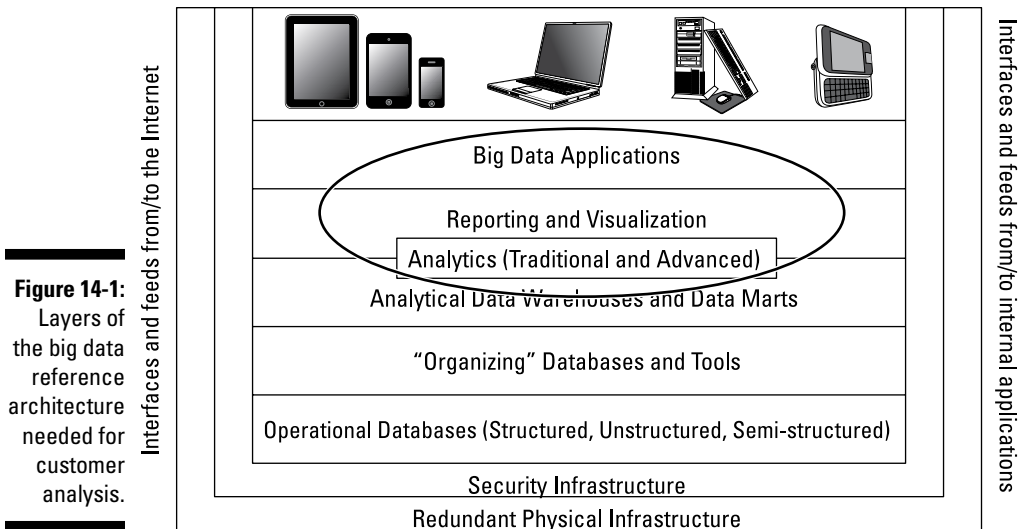 Interfaces and feeds from/to the Internet
Figure 14-1:
Layers of
the big data
reference
architecture
needed for
customer
analysis.
Big Data Applications
Reporting and Visualization
Analytics (Traditional and Advanced)
Analytical Data Warehouses and Data Marts
“Organizing” Databases and Tools
Operational Databases (Structured, Unstructured, Semi-structured)
Security Infrastructure
Redundant Physical Infrastructure
Interfaces and feeds from/to internal applications